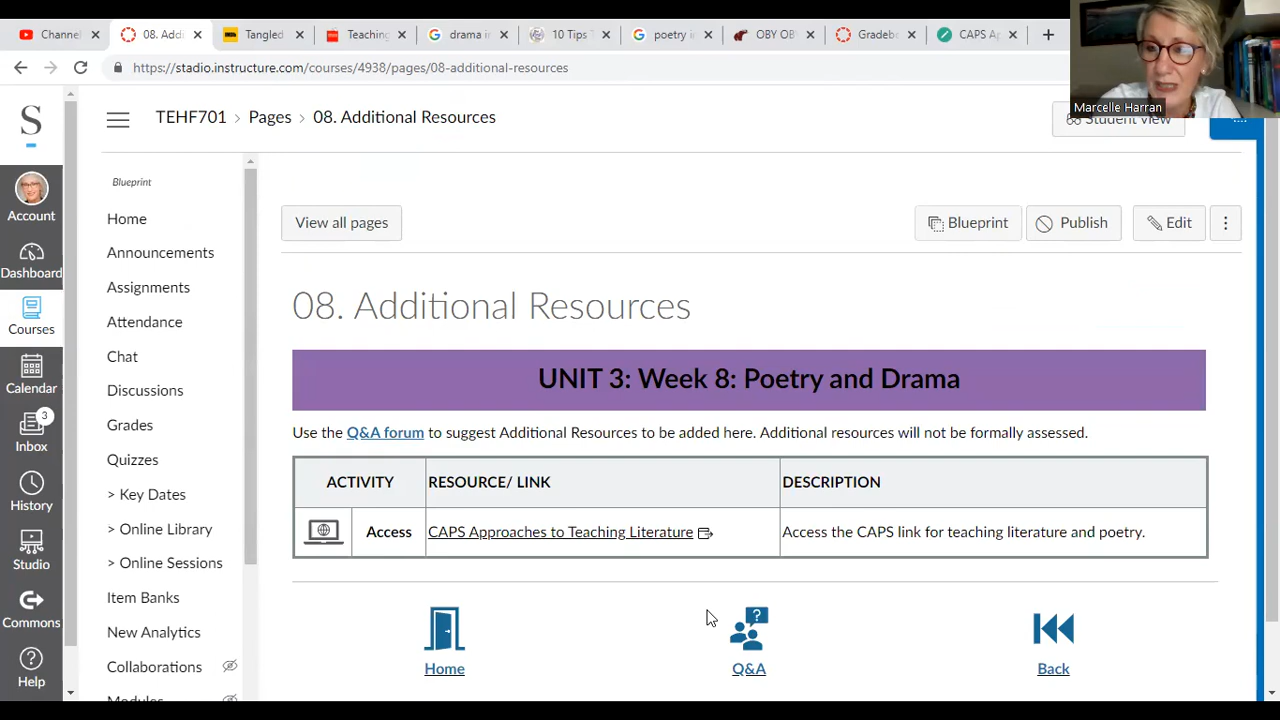 Channel
08. Addi
Tangled
Teaching
drama in
10 Tips
poetry i
OBY OB
Gradeb
CAPS A
https://stadio.instructure.com/courses/4938/pages/08-additional-resources
Marcelle Harran
S
TEHF701 > Pages > 08. Additional Resources
Student View
Account
Dashboard
Courses
Calendar
3
Inbox
History
Studio
Commons
Help
Blueprint
Home
Announcements
Assignments
Attendance
Chat
Discussions
Grades
Quizzes
> Key Dates
> Online Library
> Online Sessions
Item Banks
New Analytics
Collaborations
Modules
View all pages
Blueprint
Publish
Edit
08. Additional Resources
UNIT 3: Week 8: Poetry and Drama
Use the Q&A forum to suggest Additional Resources to be added here. Additional resources will not be formally assessed.
ACTIVITY RESOURCE/ LINK DESCRIPTION
Access CAPS Approaches to Teaching Literature Access the CAPS link for teaching literature and poetry.
Home
Q&A
Back